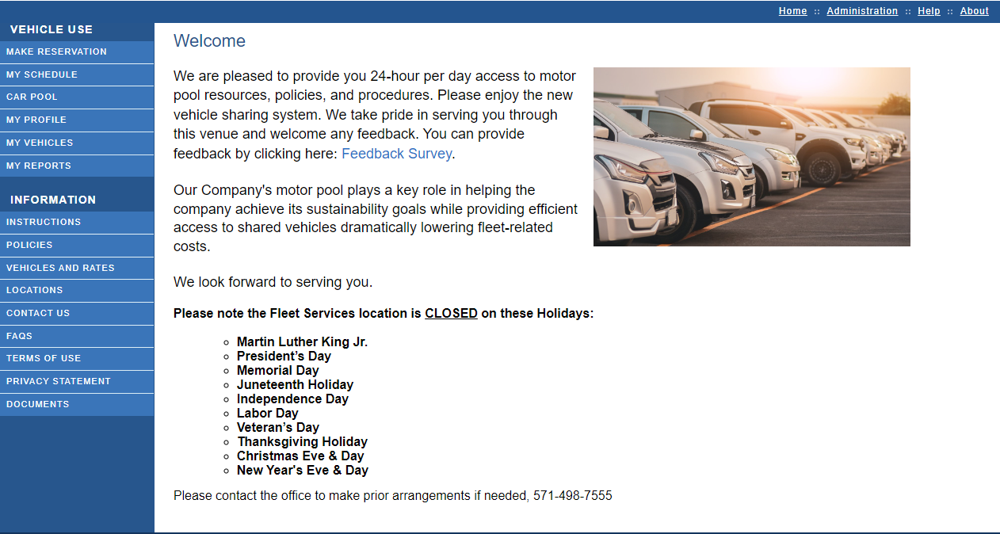 Home :: Administration :: Help :: About
VEHICLE USE
MAKE RESERVATION
MY SCHEDULE
CAR POOL
MY PROFILE
MY VEHICLES
MY REPORTS
INFORMATION
INSTRUCTIONS
POLICIES
VEHICLES AND RATES
LOCATIONS
CONTACT US
FAQS
TERMS OF USE
PRIVACY STATEMENT
DOCUMENTS
Welcome
We are pleased to provide you 24-hour per day access to motor
pool resources, policies, and procedures. Please enjoy the new
vehicle sharing system. We take pride in serving you through
this venue and welcome any feedback. You can provide
feedback by clicking here: Feedback Survey.
Our Company's motor pool plays a key role in helping the
company achieve its sustainability goals while providing efficient
access to shared vehicles dramatically lowering fleet-related
costs.
We look forward to serving you.
Please note the Fleet Services location is CLOSED on these Holidays:
Martin Luther King Jr.
President’s Day
Memorial Day
Juneteenth Holiday
Independence Day
Labor Day
Veteran’s Day
Thanksgiving Holiday
Christmas Eve & Day
New Year's Eve & Day
Please contact the office to make prior arrangements if needed, 571-498-7555